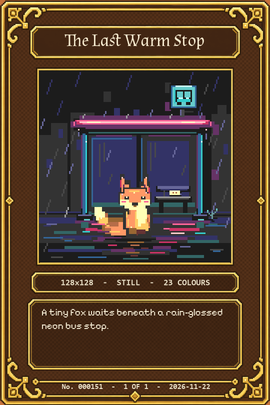 The Last Warm Stop
128x128 - STILL - 23 COLOURS
A tiny fox waits beneath a rain-glossed
neon bus stop.
No. 000151 - 1 OF 1 - 2026-11-22